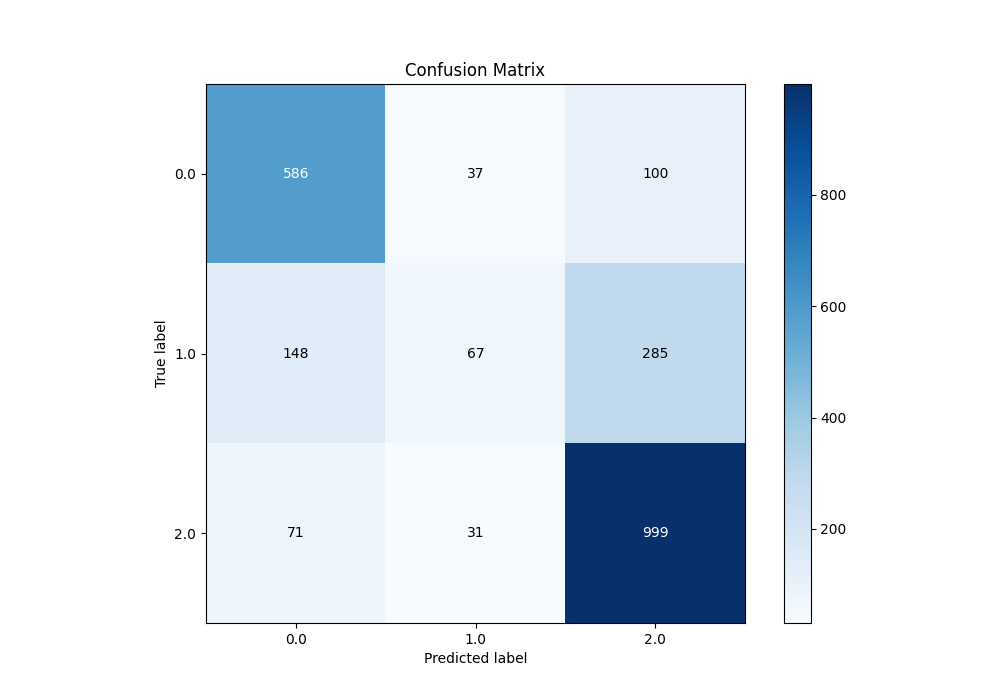 Confusion Matrix
True label
0.0 586 37 100
1.0 148 67 285
2.0 71 31 999
0.0 1.0 2.0
Predicted label
800
600
400
200